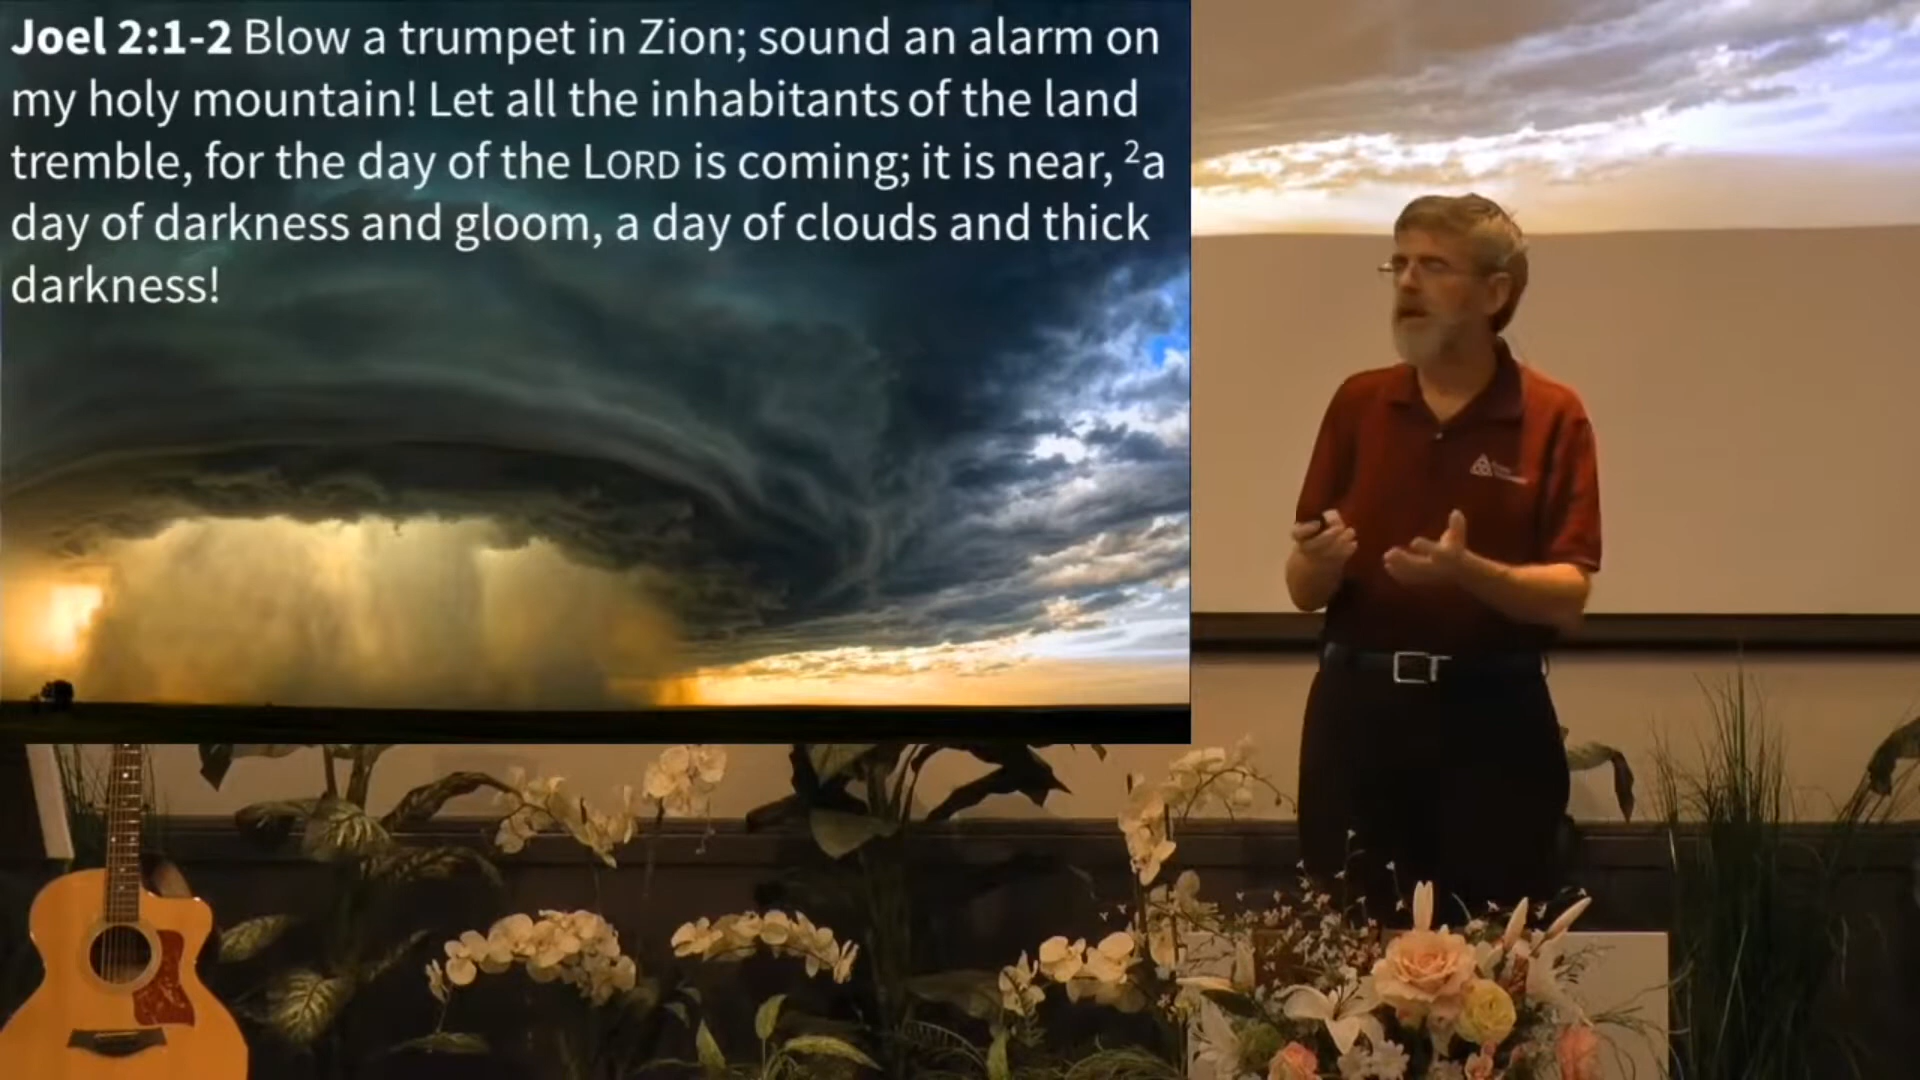 Joel 2:1-2 Blow a trumpet in Zion; sound an alarm on
my holy mountain! Let all the inhabitants of the land
tremble, for the day of the LORD is coming; it is near, ²a
day of darkness and gloom, a day of clouds and thick
darkness!